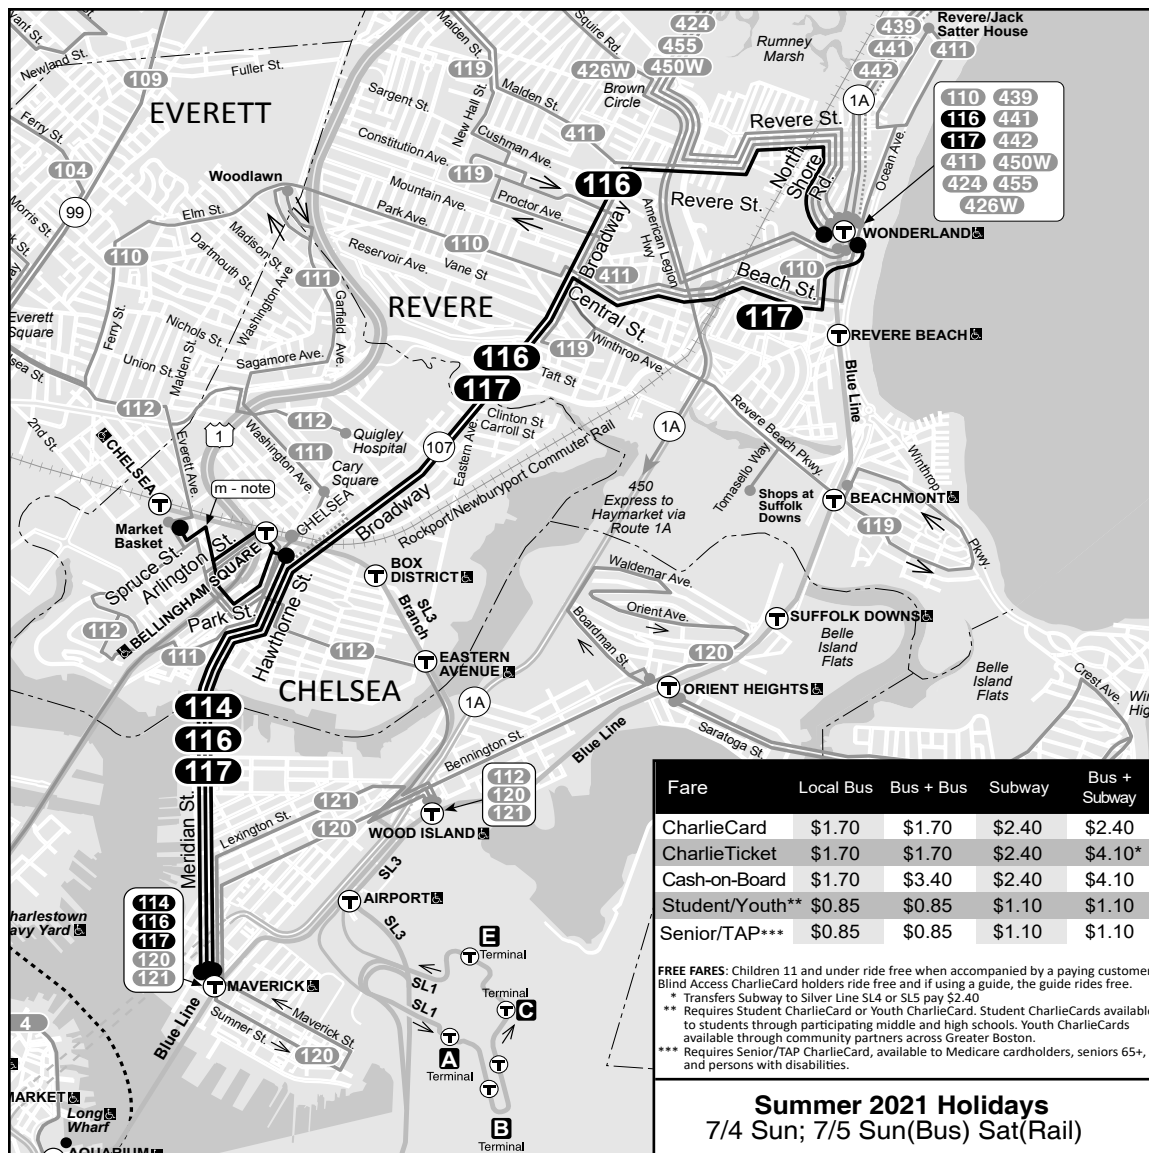 Revere/Jack
Satter House
411
439
441
442
424
455
450W
426W
Squire Rd.
Brown
Circle
Rumney
Marsh
1A
Malden St.
119
Newland St.
109
Fuller St.
EVERETT
Sargent St.
New Hall St.
Malden St.
411
Cushman Ave.
Constitution Ave.
119
Proctor Ave.
Mountain Ave.
Park Ave.
110
Vane St
Reservoir Ave.
Ferry St.
104
99
Morris St.
Woodlawn
Elm St.
Madison St.
Dartmouth St.
110
Washington Ave
111
Garfield Ave.
116
Broadway
Revere St.
Revere St.
North
Shore
Rd.
Ocean Ave.
American Legion
Hwy
110 439
116 441
117 442
411 450W
424 455
426W
WONDERLAND
110
Beach St.
117
411
Central St.
REVERE
REVERE BEACH
Blue Line
Everett
Square
Ferry St.
Nichols St.
Union St.
Malden St.
Sagamore Ave.
112
116
117
119
Taft St
Winthrop Ave.
Clinton St
Carroll St
Eastern Ave.
107
1A
Revere Beach Pkwy.
Tomasello Way
Shops at
Suffolk
Downs
BEACHMONT
119
Winthrop
Pkwy.
2nd St.
Everett Ave.
1
Washington Ave.
112
111
Quigley
Hospital
Cary
Square
CHELSEA
CHELSEA
m - note
Market
Basket
Broadway
Rockport/Newburyport Commuter Rail
450
Express to
Haymarket via
Route 1A
Spruce St.
Arlington St.
BELLINGHAM SQUARE
Park St.
Hawthorne St.
112
111
BOX
DISTRICT
SL3
Branch
112
EASTERN
AVENUE
CHELSEA
1A
Waldemar Ave.
Orient Ave.
Boardman St.
SUFFOLK DOWNS
Belle
Island
Flats
Belle
Island
Flats
Crest Ave.
120
ORIENT HEIGHTS
Saratoga St.
Bennington St.
Blue Line
114
116
117
Meridian St.
Lexington St.
121
120
112
120
121
WOOD ISLAND
SL3
AIRPORT
SL3
114
116
117
120
121
MAVERICK
Blue Line
Sumner St.
Maverick St.
120
4
Long
Wharf
AQUARIUM
SL1
SL1
E
Terminal
Terminal
C
A
Terminal
B
Terminal
Fare Local Bus Bus + Bus Subway Bus + Subway
CharlieCard $1.70 $1.70 $2.40 $2.40
CharlieTicket $1.70 $1.70 $2.40 $4.10*
Cash-on-Board $1.70 $3.40 $2.40 $4.10
Student/Youth** $0.85 $0.85 $1.10 $1.10
Senior/TAP*** $0.85 $0.85 $1.10 $1.10
FREE FARES: Children 11 and under ride free when accompanied by a paying customer
Blind Access CharlieCard holders ride free and if using a guide, the guide rides free.
* Transfers Subway to Silver Line SL4 or SL5 pay $2.40
** Requires Student CharlieCard or Youth CharlieCard. Student CharlieCards available
to students through participating middle and high schools. Youth CharlieCards
available through community partners across Greater Boston.
*** Requires Senior/TAP CharlieCard, available to Medicare cardholders, seniors 65+,
and persons with disabilities.
Summer 2021 Holidays
7/4 Sun; 7/5 Sun(Bus) Sat(Rail)